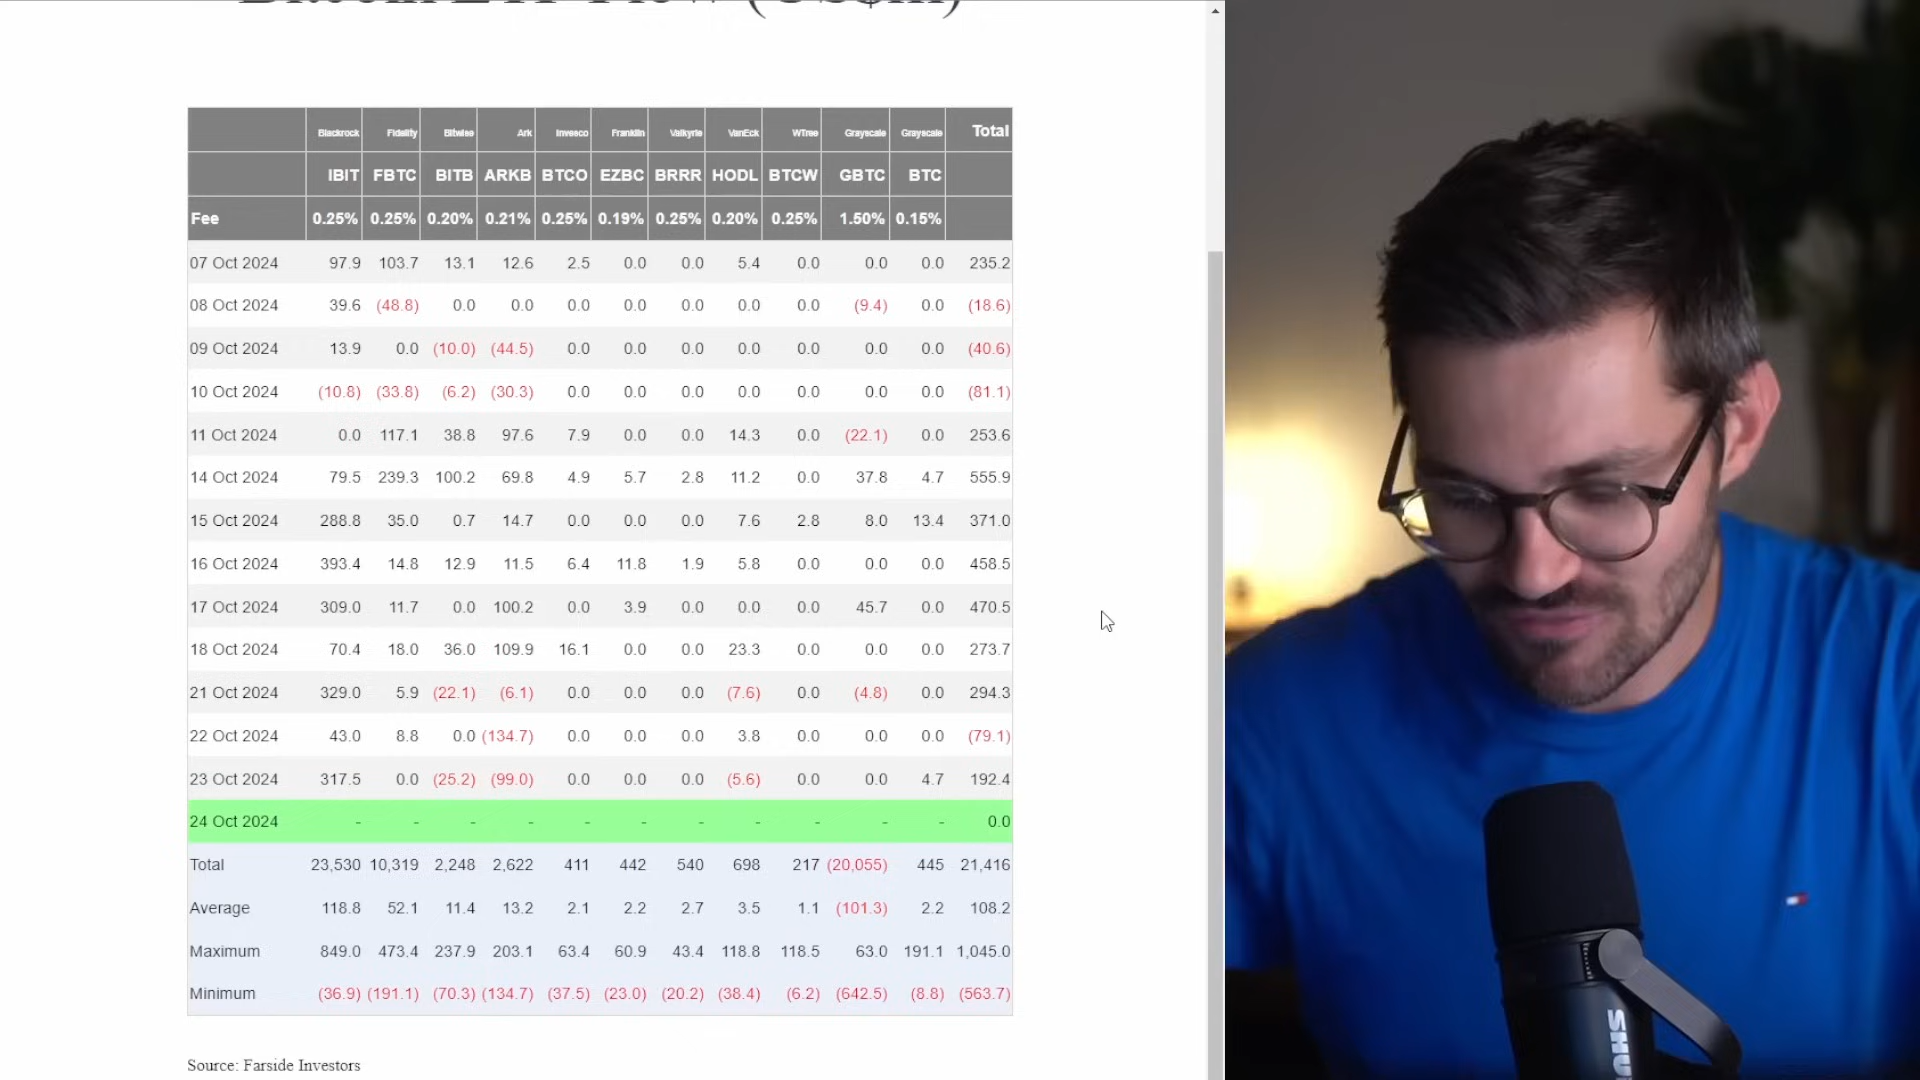 Bitcoin ETF Flow (US$m)
Blackrock Fidelity Bitwise Ark Invesco Franklin Valkyrie VanEck WTree Grayscale Grayscale Total
IBIT FBTC BITB ARKB BTCO EZBC BRRR HODL BTCW GBTC BTC
Fee 0.25% 0.25% 0.20% 0.21% 0.25% 0.19% 0.25% 0.20% 0.25% 1.50% 0.15%
07 Oct 2024 97.9 103.7 13.1 12.6 2.5 0.0 0.0 5.4 0.0 0.0 0.0 235.2
08 Oct 2024 39.6 (48.8) 0.0 0.0 0.0 0.0 0.0 0.0 0.0 (9.4) 0.0 (18.6)
09 Oct 2024 13.9 0.0 (10.0) (44.5) 0.0 0.0 0.0 0.0 0.0 0.0 0.0 (40.6)
10 Oct 2024 (10.8) (33.8) (6.2) (30.3) 0.0 0.0 0.0 0.0 0.0 0.0 0.0 (81.1)
11 Oct 2024 0.0 117.1 38.8 97.6 7.9 0.0 0.0 14.3 0.0 (22.1) 0.0 253.6
14 Oct 2024 79.5 239.3 100.2 69.8 4.9 5.7 2.8 11.2 0.0 37.8 4.7 555.9
15 Oct 2024 288.8 35.0 0.7 14.7 0.0 0.0 0.0 7.6 2.8 8.0 13.4 371.0
16 Oct 2024 393.4 14.8 12.9 11.5 6.4 11.8 1.9 5.8 0.0 0.0 0.0 458.5
17 Oct 2024 309.0 11.7 0.0 100.2 0.0 3.9 0.0 0.0 0.0 45.7 0.0 470.5
18 Oct 2024 70.4 18.0 36.0 109.9 16.1 0.0 0.0 23.3 0.0 0.0 0.0 273.7
21 Oct 2024 329.0 5.9 (22.1) (6.1) 0.0 0.0 0.0 (7.6) 0.0 (4.8) 0.0 294.3
22 Oct 2024 43.0 8.8 0.0 (134.7) 0.0 0.0 0.0 3.8 0.0 0.0 0.0 (79.1)
23 Oct 2024 317.5 0.0 (25.2) (99.0) 0.0 0.0 0.0 (5.6) 0.0 0.0 4.7 192.4
24 Oct 2024 - - - - - - - - - - - 0.0
Total 23,530 10,319 2,248 2,622 411 442 540 698 217 (20,055) 445 21,416
Average 118.8 52.1 11.4 13.2 2.1 2.2 2.7 3.5 1.1 (101.3) 2.2 108.2
Maximum 849.0 473.4 237.9 203.1 63.4 60.9 43.4 118.8 118.5 63.0 191.1 1,045.0
Minimum (36.9) (191.1) (70.3) (134.7) (37.5) (23.0) (20.2) (38.4) (6.2) (642.5) (8.8) (563.7)
Source: Farside Investors
SHU